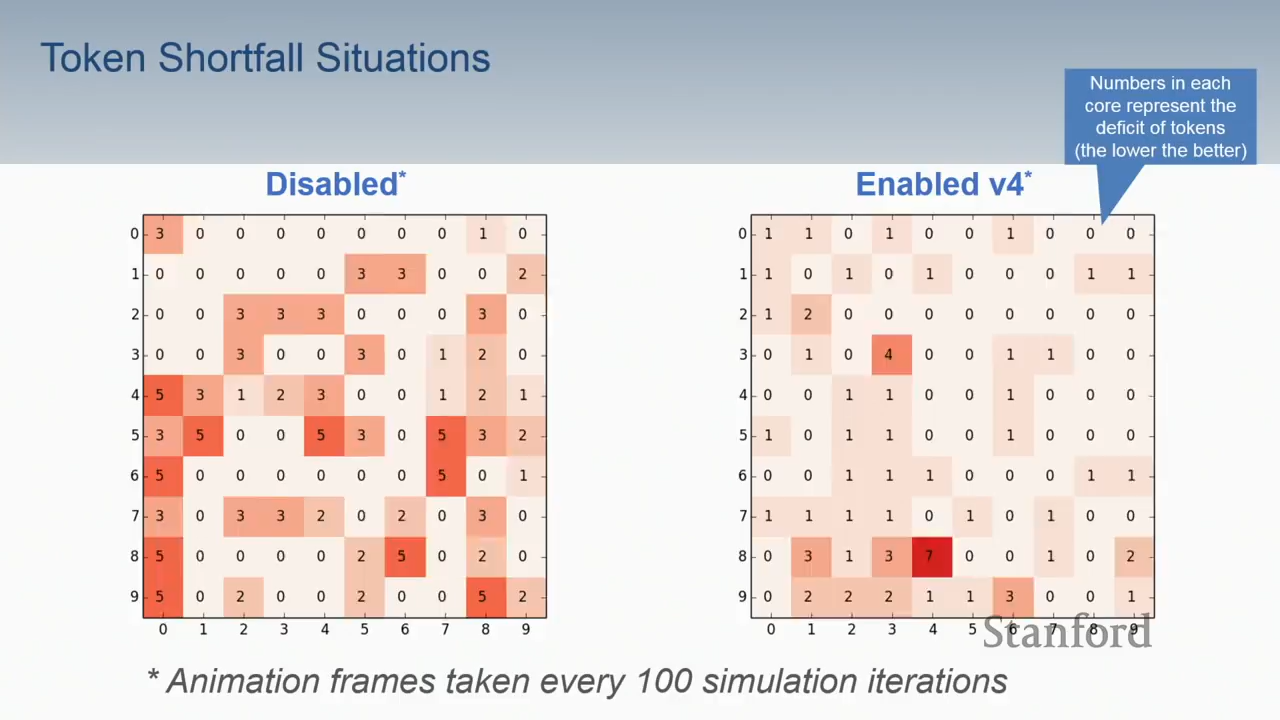 Token Shortfall Situations
Numbers in each
core represent the
deficit of tokens
(the lower the better)
Disabled*
0 3 0 0 0 0 0 0 0 1 0
1 0 0 0 0 0 3 3 0 0 2
2 0 0 3 3 3 0 0 0 3 0
3 0 0 3 0 0 3 0 1 2 0
4 5 3 1 2 3 0 0 1 2 1
5 3 5 0 0 5 3 0 5 3 2
6 5 0 0 0 0 0 0 5 0 1
7 3 0 3 3 2 0 2 0 3 0
8 5 0 0 0 0 2 5 0 2 0
9 5 0 2 0 0 2 0 0 5 2
0 1 2 3 4 5 6 7 8 9
Enabled v4*
0 1 1 0 1 0 0 1 0 0 0
1 1 0 1 0 1 0 0 0 1 1
2 1 2 0 0 0 0 0 0 0 0
3 0 1 0 4 0 0 1 1 0 0
4 0 0 1 1 0 0 1 0 0 0
5 1 0 1 1 0 0 1 0 0 0
6 0 0 1 1 1 0 0 0 1 1
7 1 1 1 1 0 1 0 1 0 0
8 0 3 1 3 7 0 0 1 0 2
9 0 2 2 2 1 1 3 0 0 1
0 1 2 3 4 5 6 7 8 9
Stanford
* Animation frames taken every 100 simulation iterations